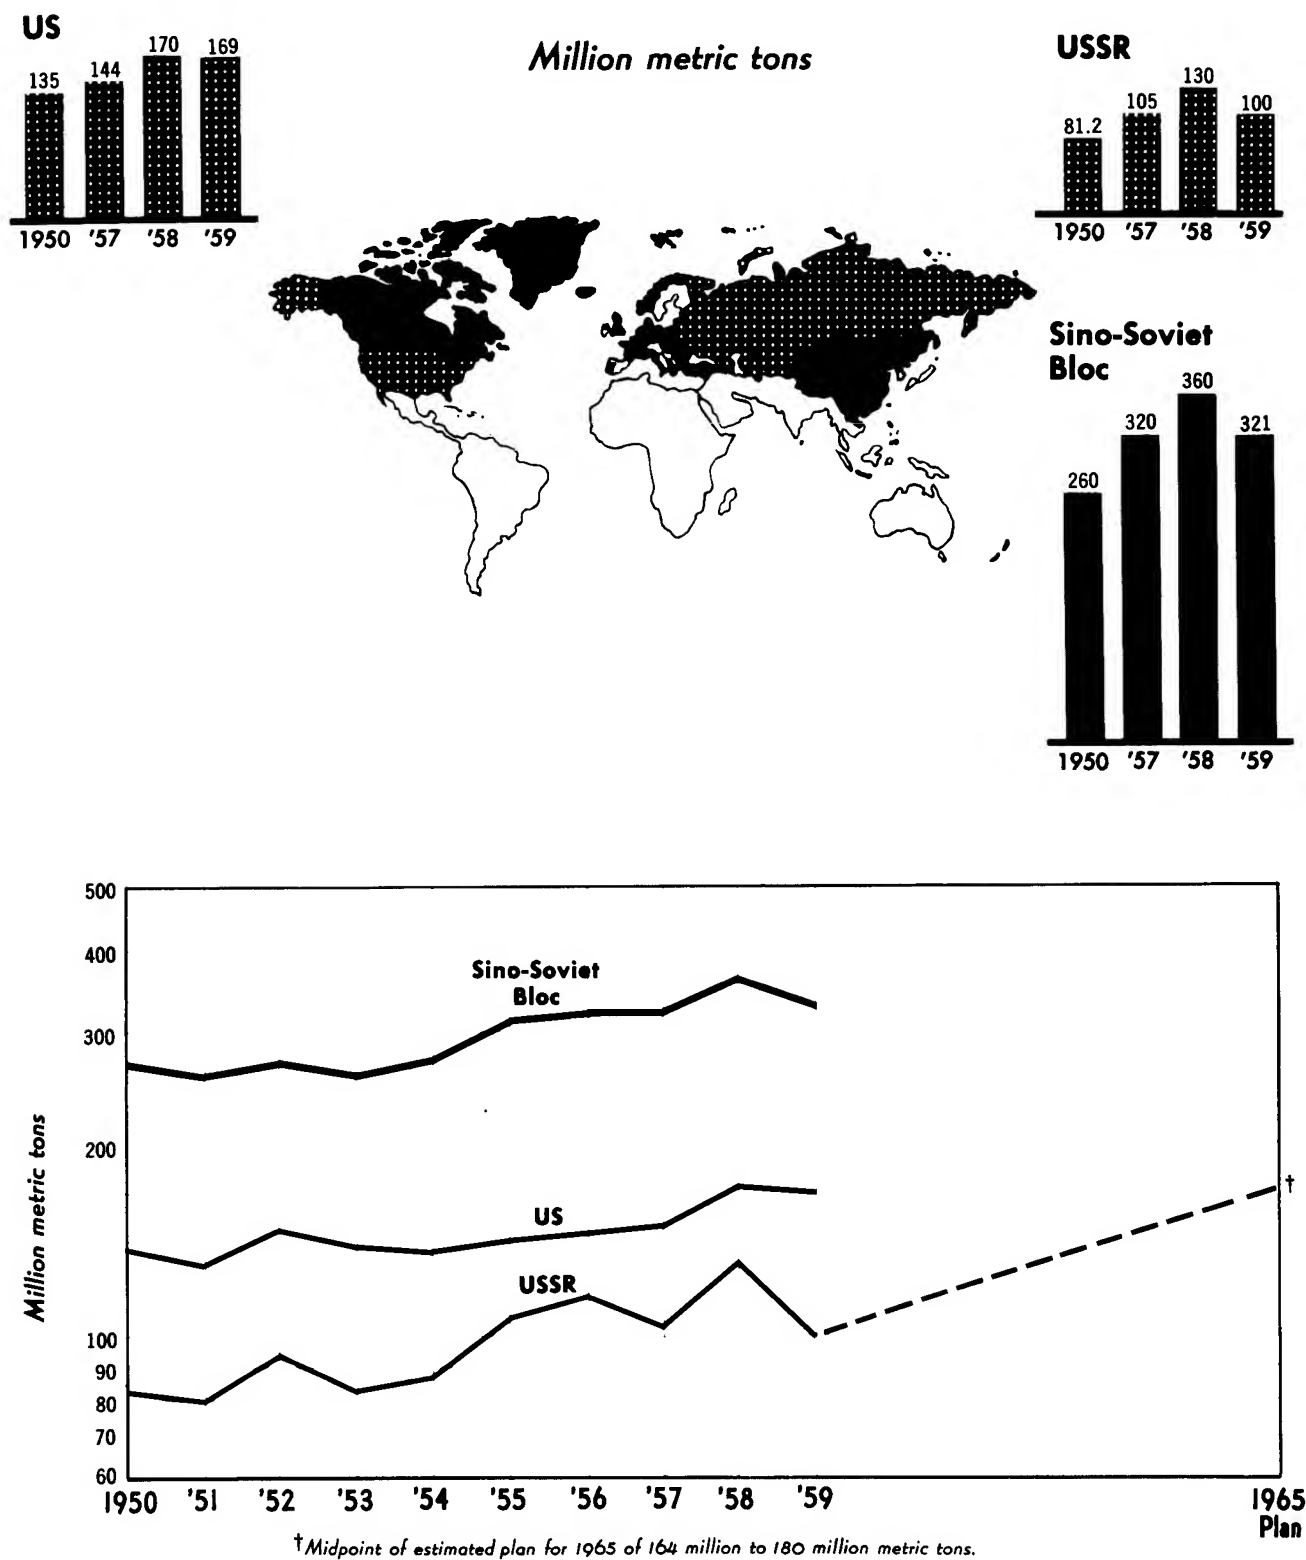 US
135
144
170
169
1950 '57 '58 '59
Million metric tons
USSR
81.2
105
130
100
1950 '57 '58 '59
Sino-Soviet
Bloc
260
320
360
321
1950 '57 '58 '59
Million metric tons
500
400
300
200
100
90
80
70
60
Sino-Soviet
Bloc
US
USSR
†
1950 '51 '52 '53 '54 '55 '56 '57 '58 '59 1965
Plan
†Midpoint of estimated plan for 1965 of 164 million to 180 million metric tons.